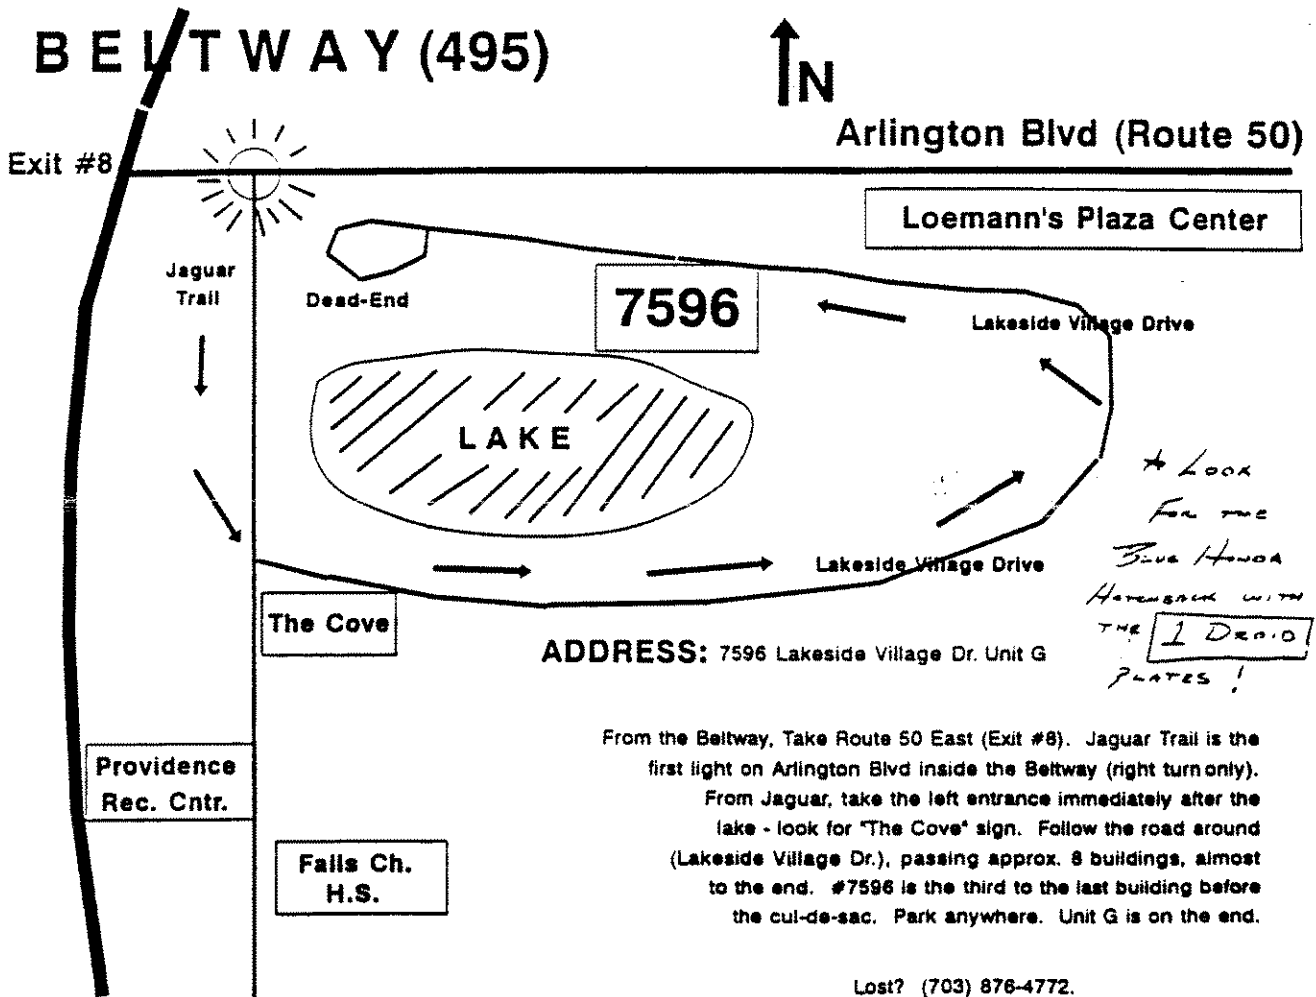 BELTWAY (495)
N
Arlington Blvd (Route 50)
Exit #8
Loemann's Plaza Center
Jaguar
Trail
Dead-End
7596
Lakeside Village Drive
LAKE
* LOOK
FOR THE
BLUE HONDA
HATCHBACK WITH
THE 1 DROID
PLATES !
Lakeside Village Drive
The Cove
ADDRESS: 7596 Lakeside Village Dr. Unit G
From the Beltway, Take Route 50 East (Exit #8). Jaguar Trail is the
first light on Arlington Blvd inside the Beltway (right turn only).
From Jaguar, take the left entrance immediately after the
lake - look for "The Cove" sign. Follow the road around
(Lakeside Village Dr.), passing approx. 8 buildings, almost
to the end. #7596 is the third to the last building before
the cul-de-sac. Park anywhere. Unit G is on the end.
Providence
Rec. Cntr.
Falls Ch.
H.S.
Lost? (703) 876-4772.